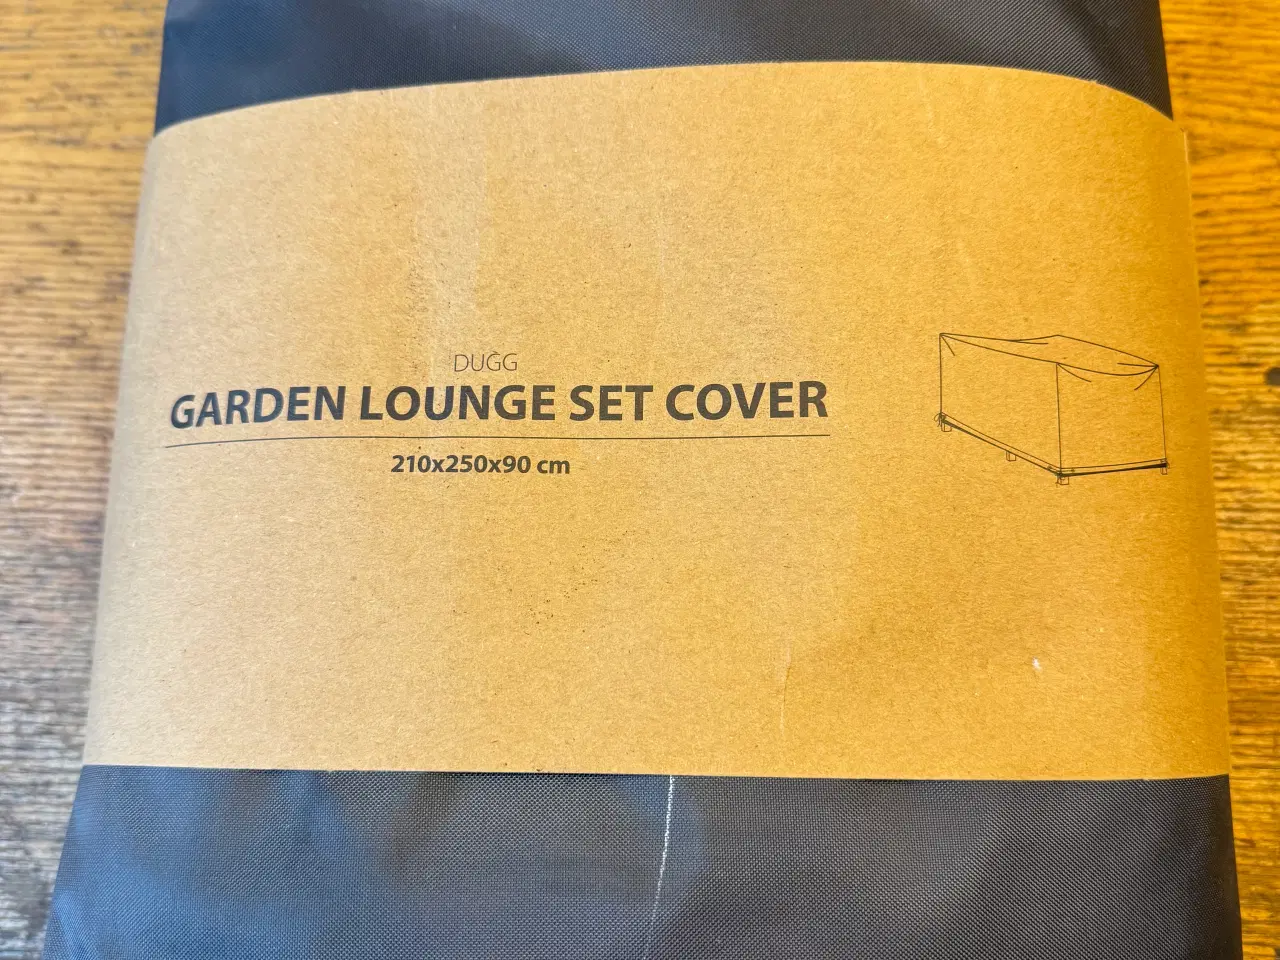 DUGG
GARDEN LOUNGE SET COVER
210x250x90 cm